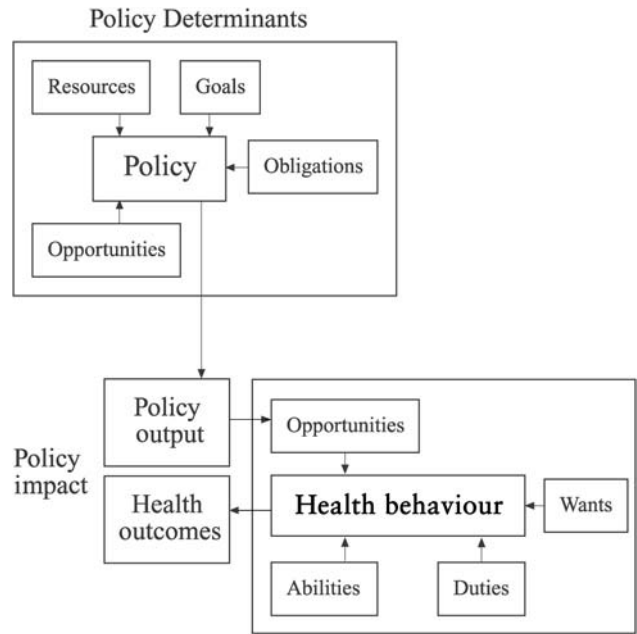 Policy Determinants
Resources
Goals
Policy
Obligations
Opportunities
Policy
output
Opportunities
Policy
impact
Health
outcomes
Health behaviour
Wants
Abilities
Duties